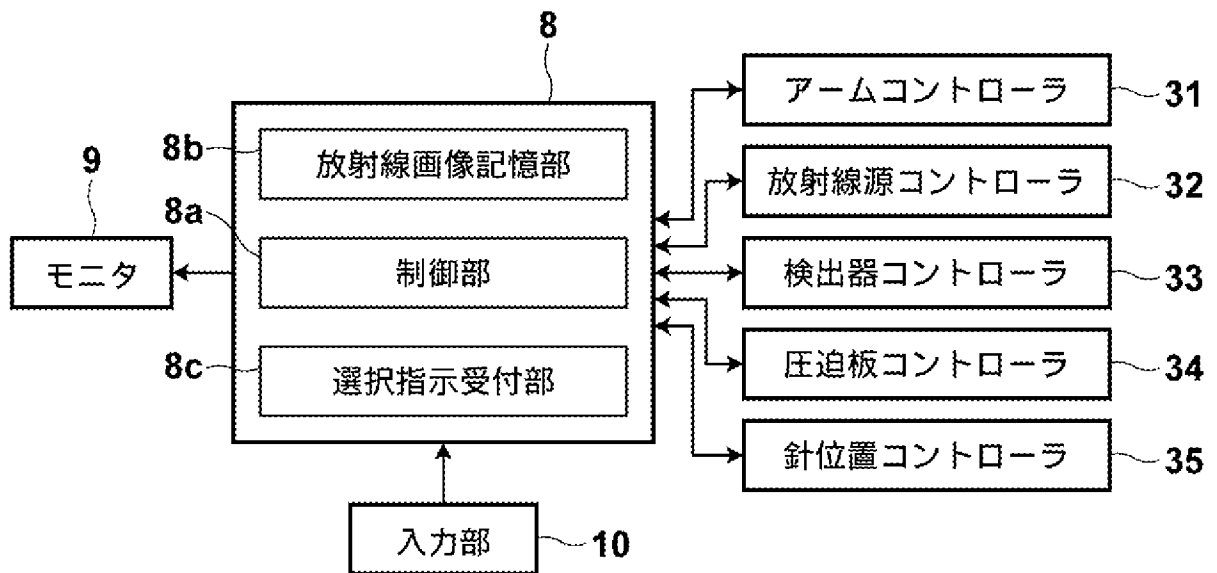 8
8b
放射線画像記憶部
8a
制御部
8c
選択指示受付部
9
モニタ
入力部
10
アームコントローラ
31
放射線源コントローラ
32
検出器コントローラ
33
圧迫板コントローラ
34
針位置コントローラ
35